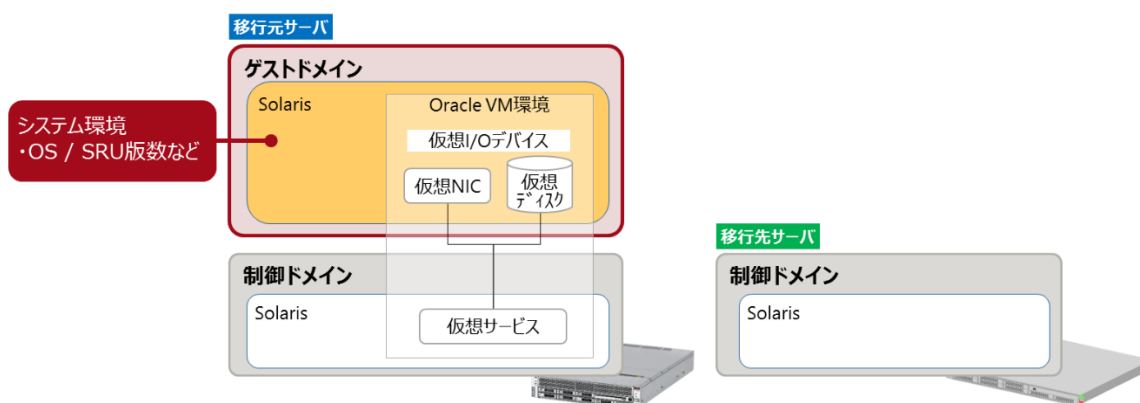 移行元サーバ
ゲストドメイン
Solaris
Oracle VM環境
システム環境
・OS / SRU版数など
仮想I/Oデバイス
仮想NIC
仮想
ディスク
移行先サーバ
制御ドメイン
Solaris
仮想サービス
制御ドメイン
Solaris